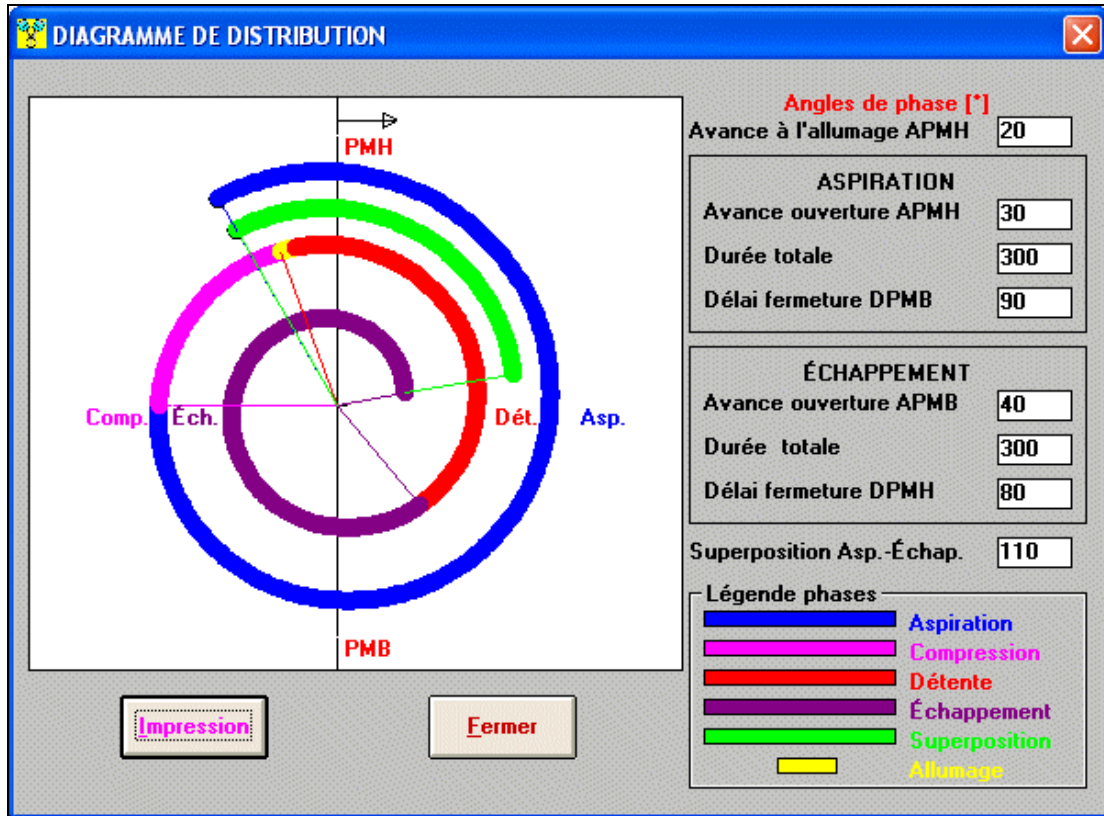 DIAGRAMME DE DISTRIBUTION
PMH
Comp.
Éch.
Dét.
Asp.
PMB
Impression
Fermer
Angles de phase [°]
Avance à l'allumage APMH 20
ASPIRATION
Avance ouverture APMH 30
Durée totale 300
Délai fermeture DPMB 90
ÉCHAPPEMENT
Avance ouverture APMB 40
Durée totale 300
Délai fermeture DPMH 80
Superposition Asp.-Échap. 110
Légende phases
Aspiration
Compression
Détente
Échappement
Superposition
Allumage